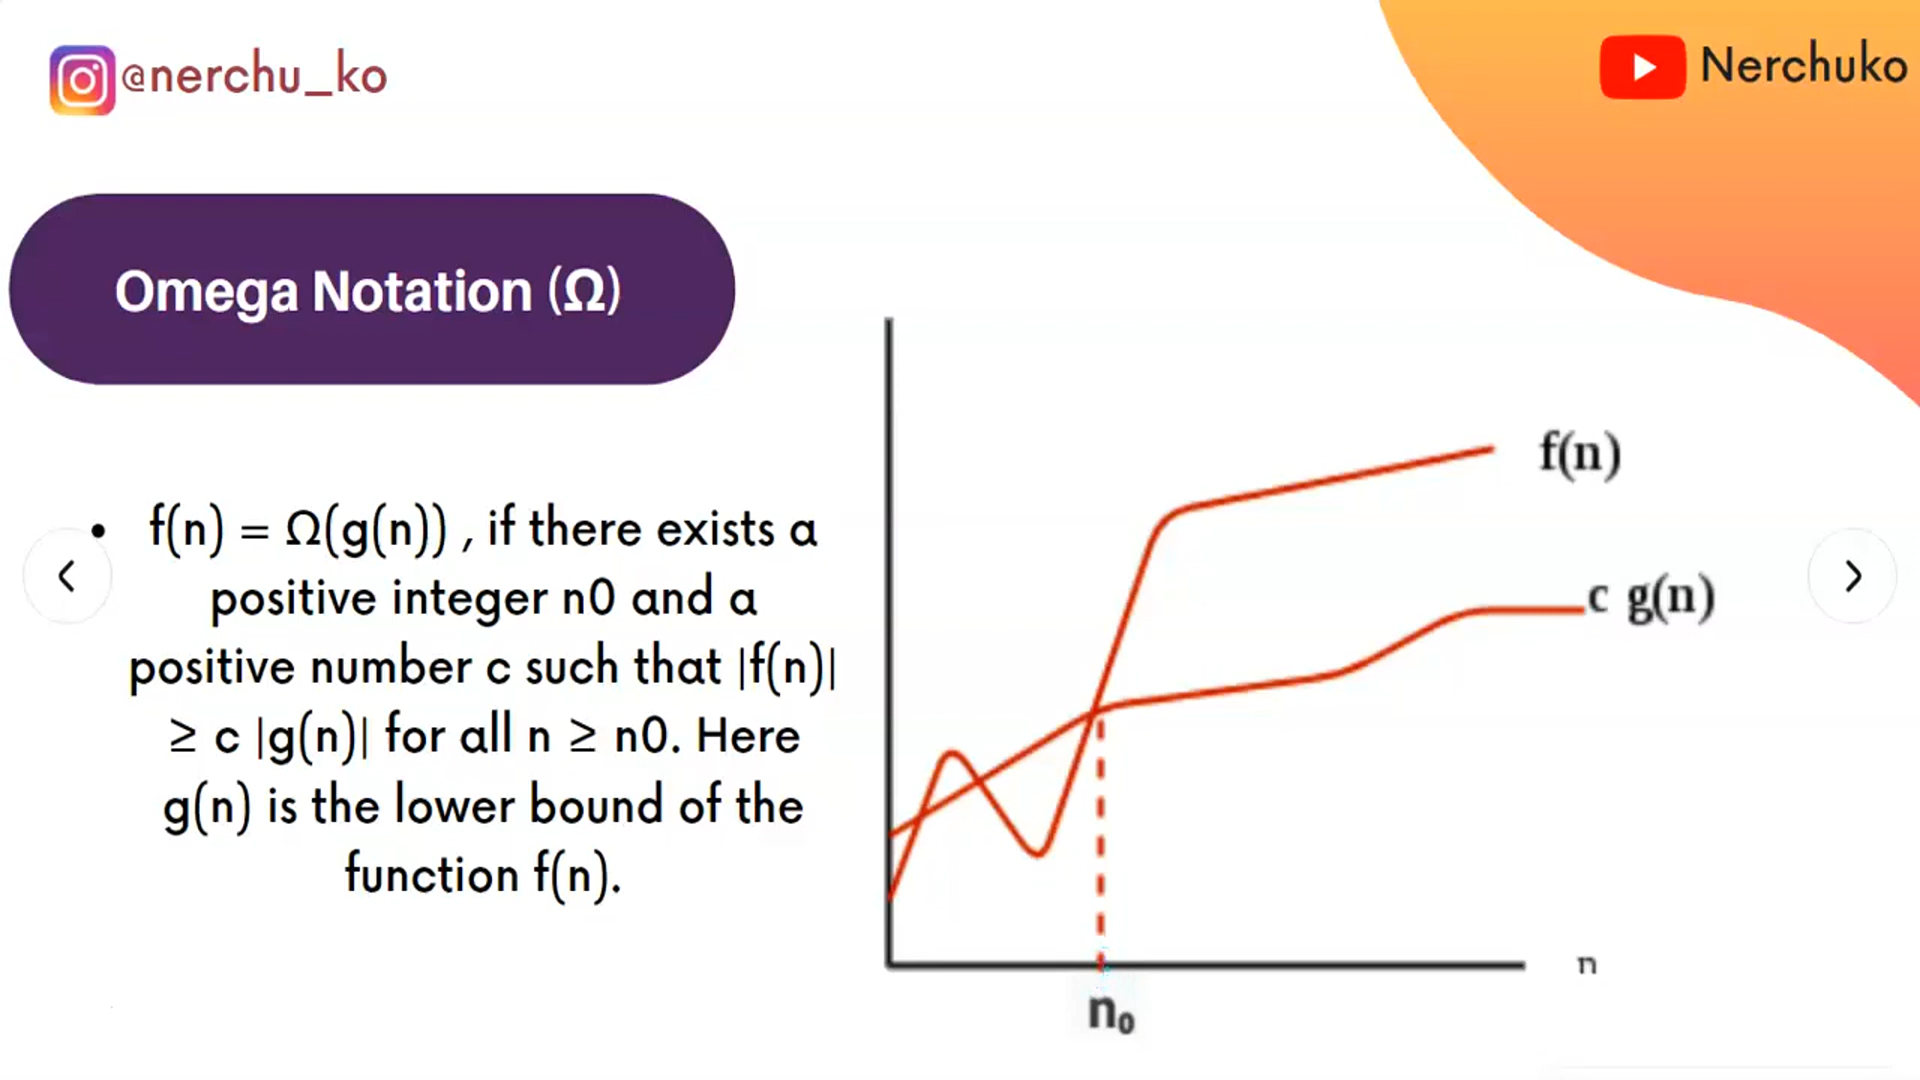 @nerchu_ko
Nerchuko
Omega Notation (Ω)
• f(n) = Ω(g(n)) , if there exists a
positive integer n0 and a
positive number c such that |f(n)|
≥ c |g(n)| for all n ≥ n0. Here
g(n) is the lower bound of the
function f(n).
f(n)
c g(n)
n
n₀